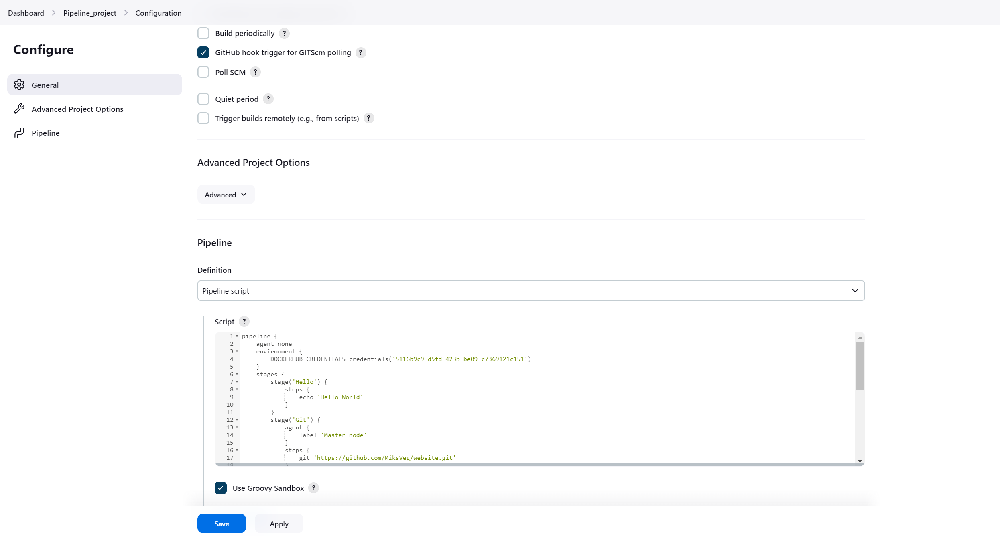 Dashboard > Pipeline_project > Configuration
Configure
General
Advanced Project Options
Pipeline
Build periodically ?
GitHub hook trigger for GITScm polling ?
Poll SCM ?
Quiet period ?
Trigger builds remotely (e.g., from scripts) ?
Advanced Project Options
Advanced
Pipeline
Definition
Pipeline script
Script ?
1 pipeline {
2     agent none
3     environment {
4         DOCKERHUB_CREDENTIALS=credentials('5116b9c9-d5fd-423b-be09-c7369121c151')
5     }
6     stages {
7         stage('Hello') {
8             steps {
9                 echo 'Hello World'
10             }
11         }
12         stage('Git') {
13             agent {
14                 label 'Master-node'
15             }
16             steps {
17                 git 'https://github.com/MiksVeg/website.git'
18             }
Use Groovy Sandbox ?
Save
Apply